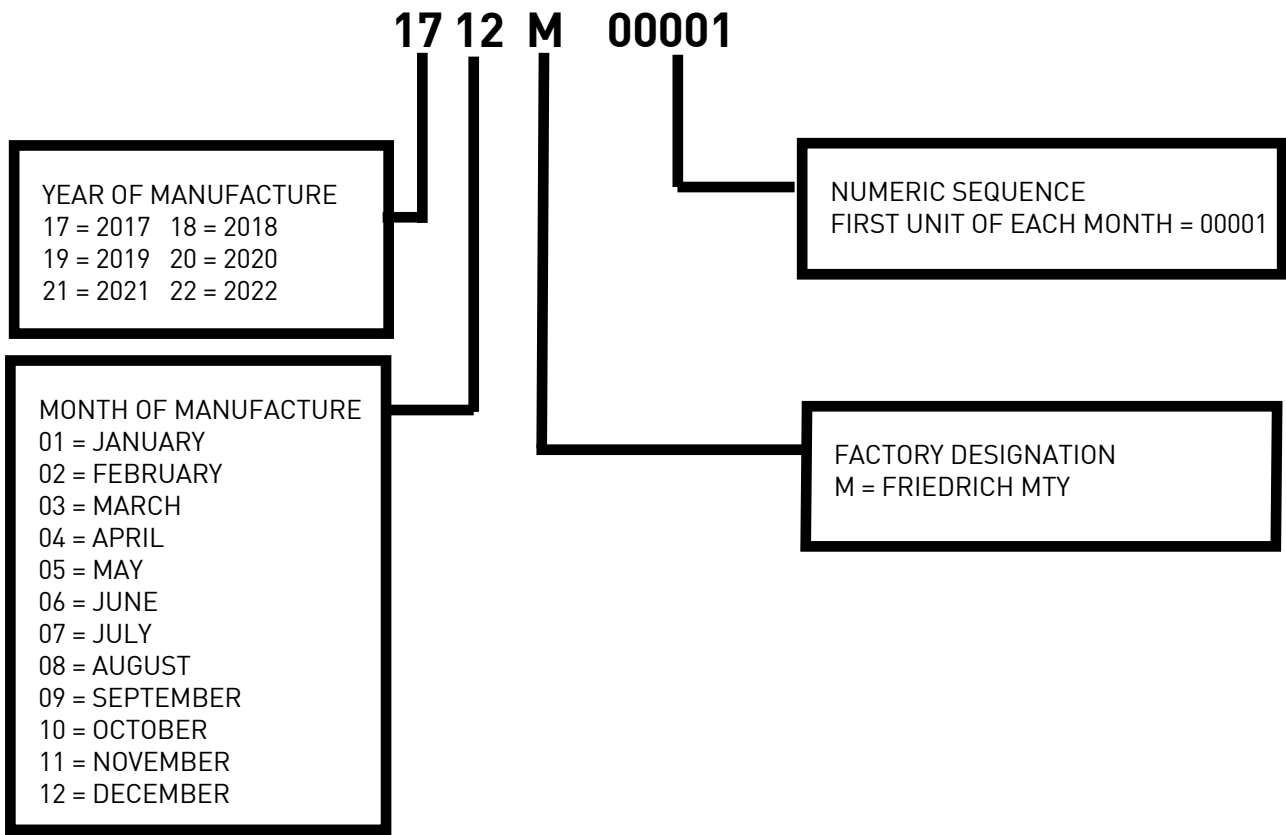 17 12 M 00001
YEAR OF MANUFACTURE
17 = 2017 18 = 2018
19 = 2019 20 = 2020
21 = 2021 22 = 2022
NUMERIC SEQUENCE
FIRST UNIT OF EACH MONTH = 00001
MONTH OF MANUFACTURE
01 = JANUARY
02 = FEBRUARY
03 = MARCH
04 = APRIL
05 = MAY
06 = JUNE
07 = JULY
08 = AUGUST
09 = SEPTEMBER
10 = OCTOBER
11 = NOVEMBER
12 = DECEMBER
FACTORY DESIGNATION
M = FRIEDRICH MTY